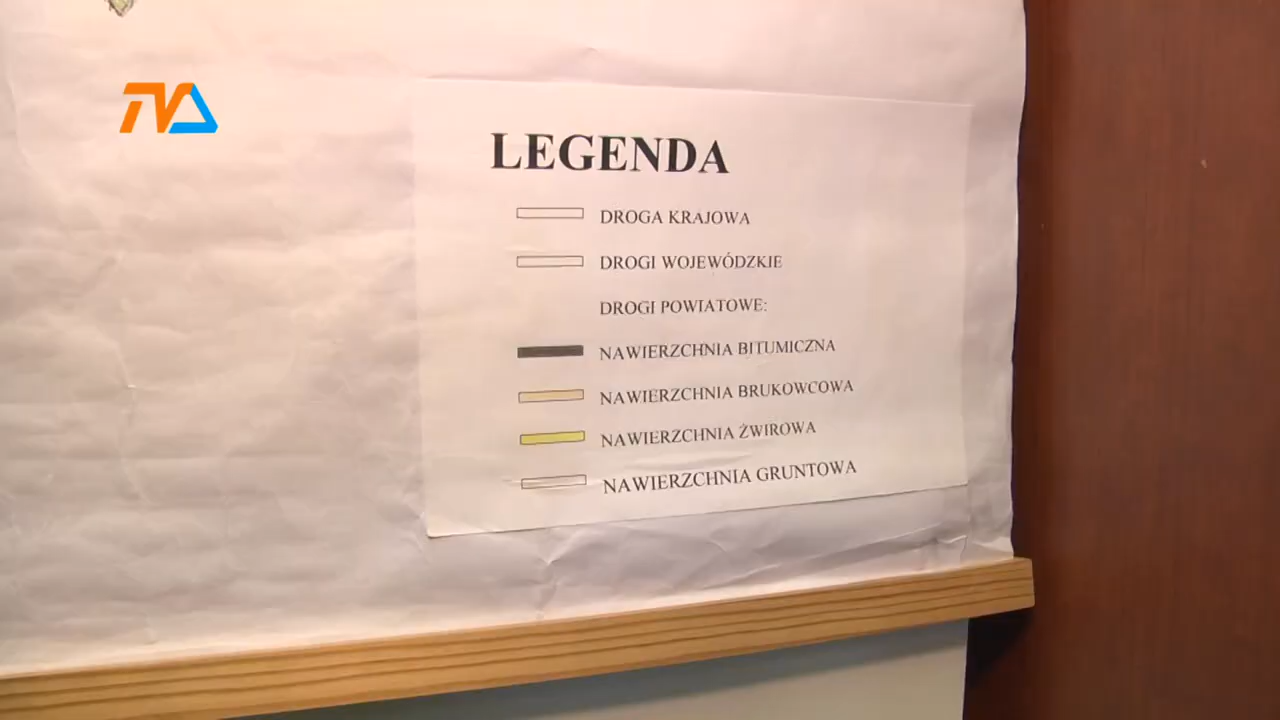 TVA
LEGENDA
DROGA KRAJOWA
DROGI WOJEWÓDZKIE
DROGI POWIATOWE:
NAWIERZCHNIA BITUMICZNA
NAWIERZCHNIA BRUKOWCOWA
NAWIERZCHNIA ŻWIROWA
NAWIERZCHNIA GRUNTOWA